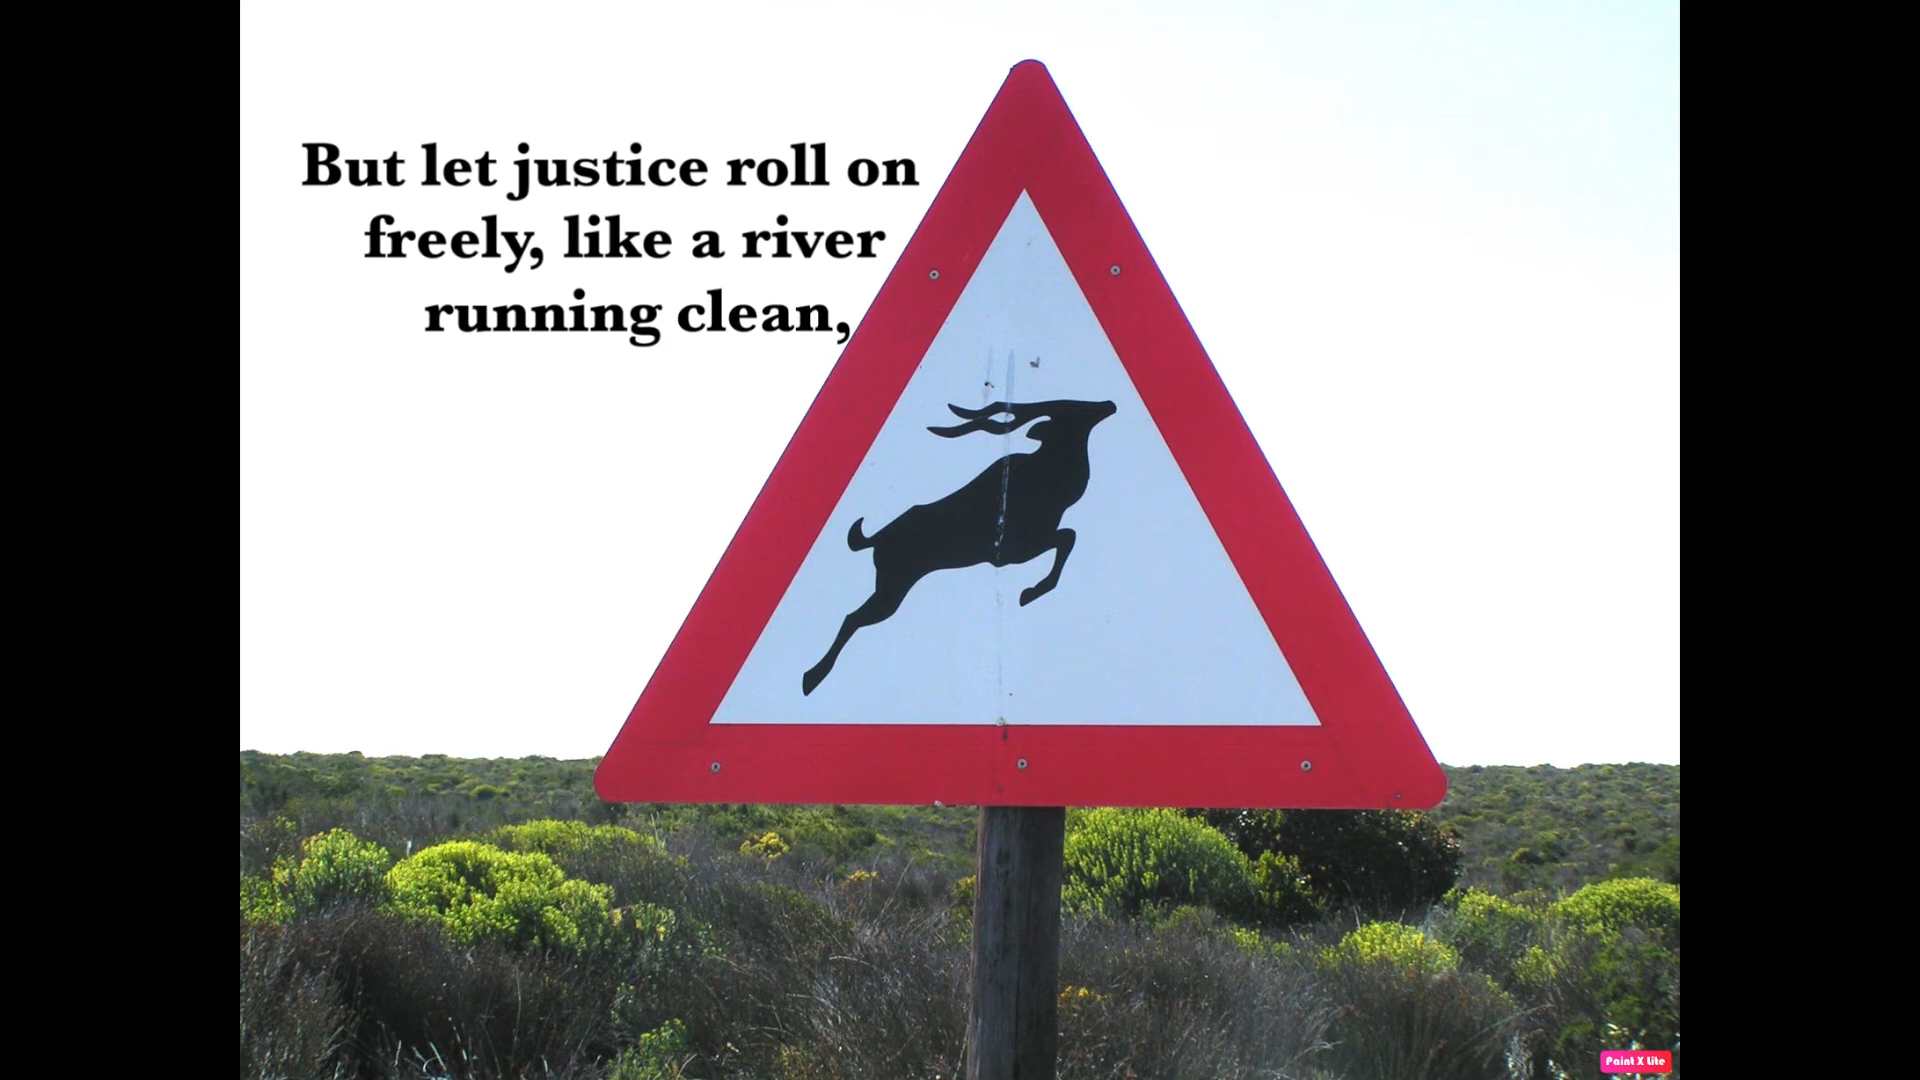 But let justice roll on
freely, like a river
running clean,
Paint X Lite